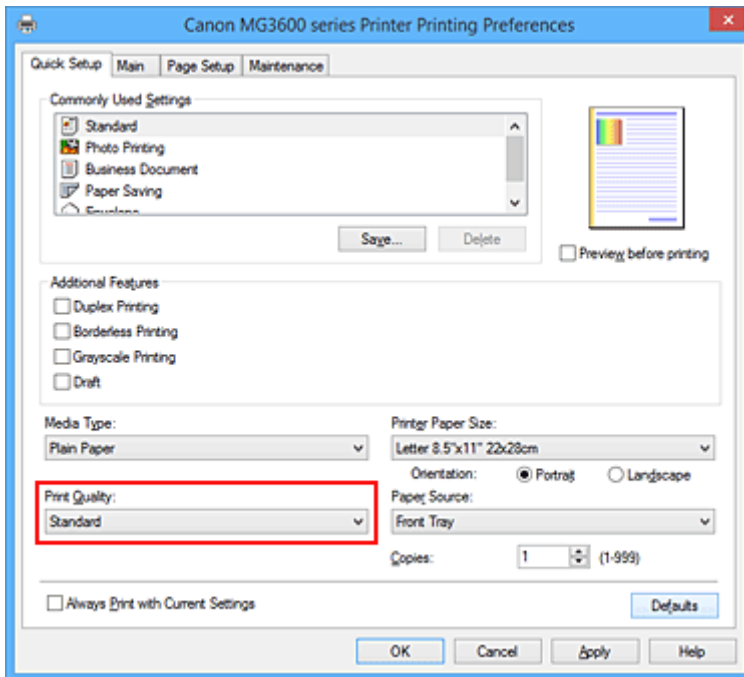 Canon MG3600 series Printer Printing Preferences
Quick Setup Main Page Setup Maintenance
Commonly Used Settings
Standard
Photo Printing
Business Document
Paper Saving
Envelope
Save... Delete
Preview before printing
Additional Features
Duplex Printing
Borderless Printing
Grayscale Printing
Draft
Media Type:
Plain Paper
Printer Paper Size:
Letter 8.5"x11" 22x28cm
Orientation: Portrait Landscape
Print Quality:
Standard
Paper Source:
Front Tray
Copies: 1 (1-999)
Always Print with Current Settings
Defaults
OK Cancel Apply Help